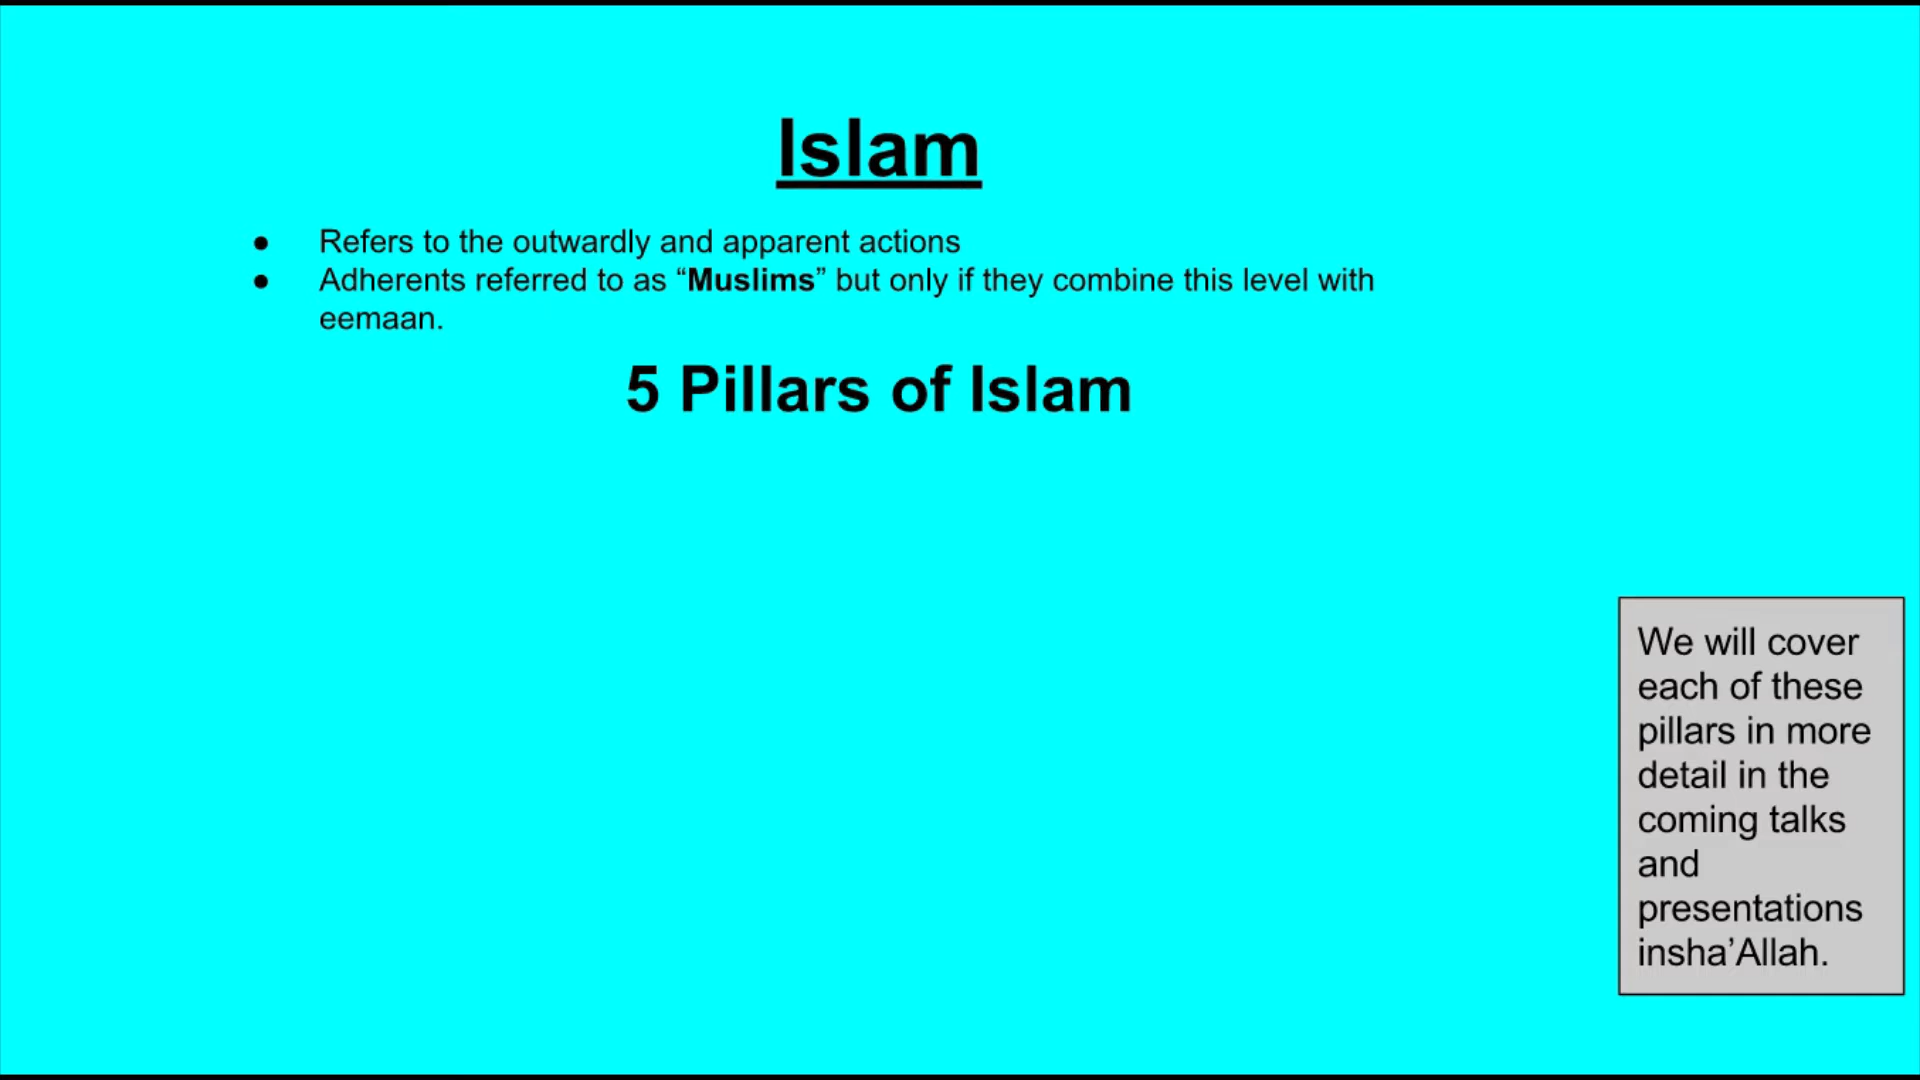 Islam
● Refers to the outwardly and apparent actions
● Adherents referred to as “Muslims” but only if they combine this level with
eemaan.
5 Pillars of Islam
We will cover
each of these
pillars in more
detail in the
coming talks
and
presentations
insha’Allah.